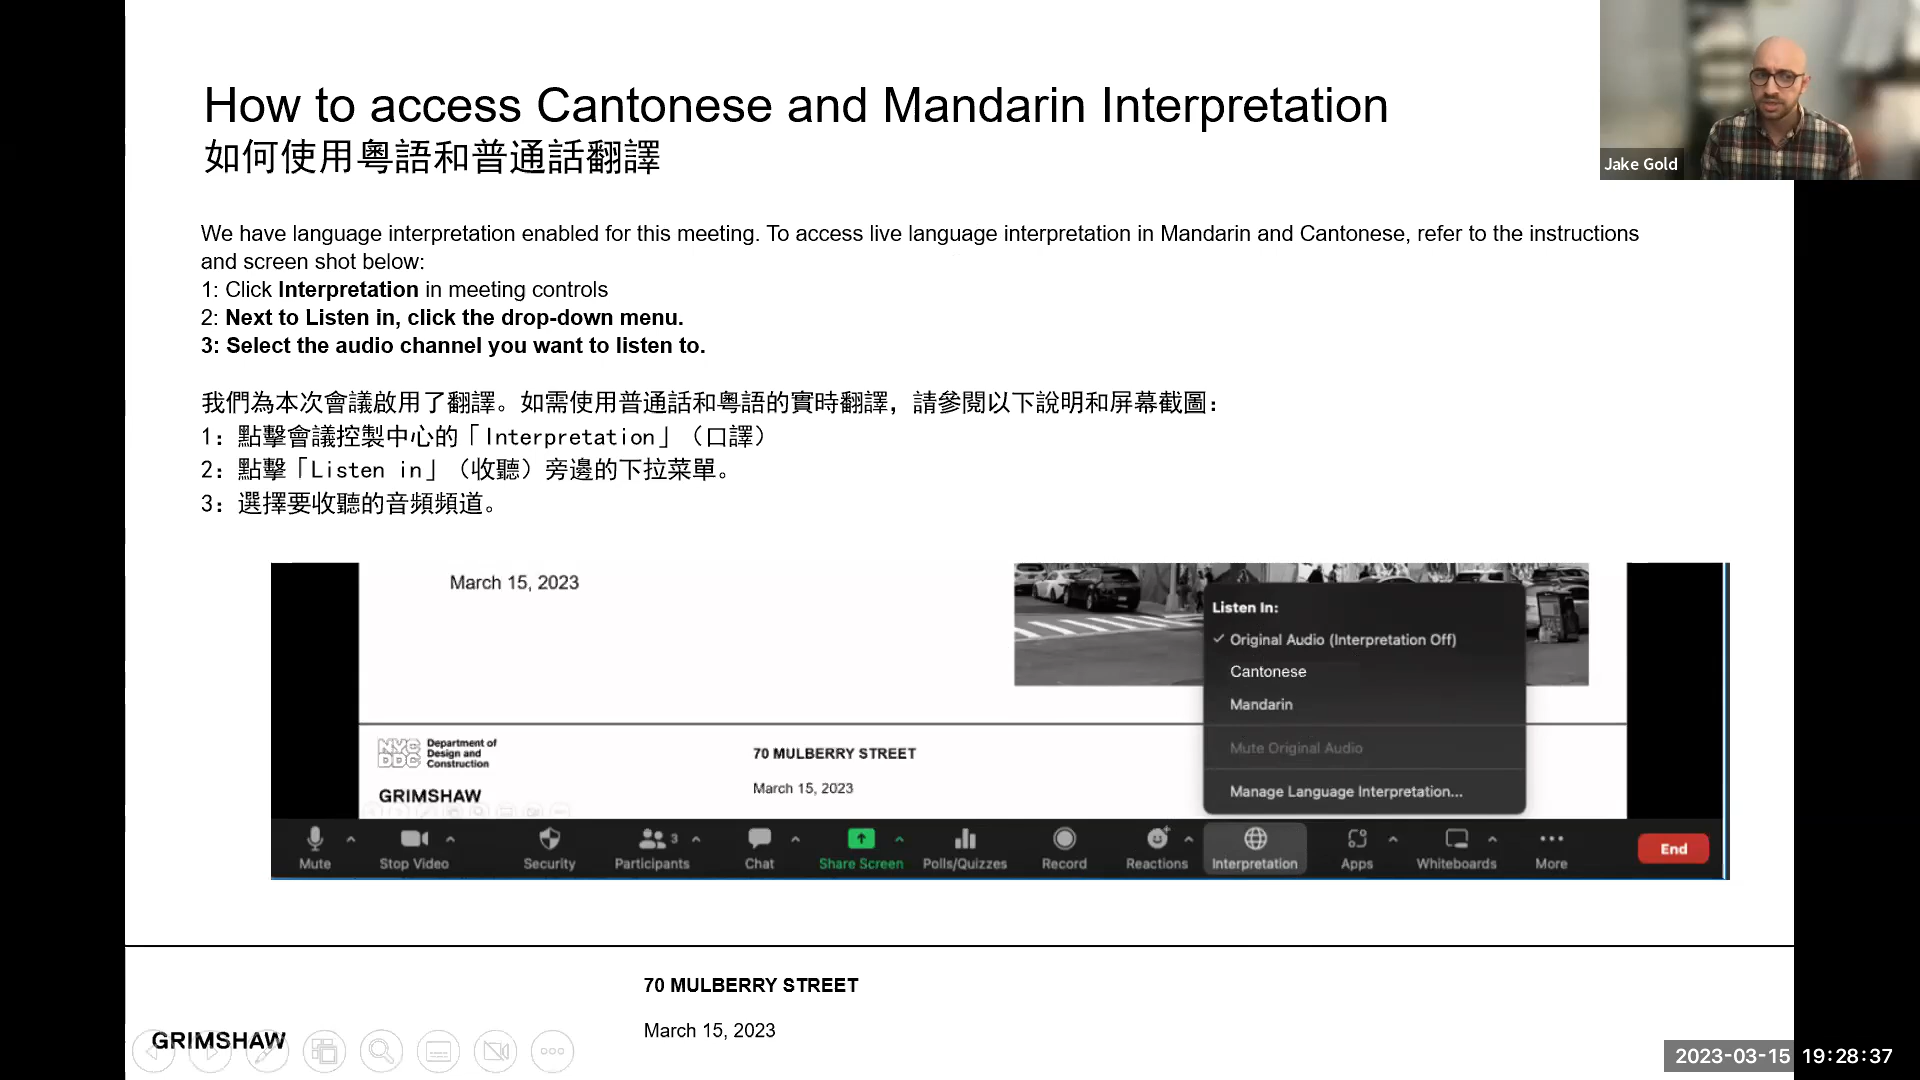 How to access Cantonese and Mandarin Interpretation
如何使用粵語和普通話翻譯
Jake Gold
We have language interpretation enabled for this meeting. To access live language interpretation in Mandarin and Cantonese, refer to the instructions
and screen shot below:
1: Click Interpretation in meeting controls
2: Next to Listen in, click the drop-down menu.
3: Select the audio channel you want to listen to.
我們為本次會議啟用了翻譯。如需使用普通話和粵語的實時翻譯，請參閱以下說明和屏幕截圖：
1：點擊會議控製中心的「Interpretation」（口譯）
2：點擊「Listen in」（收聽）旁邊的下拉菜單。
3：選擇要收聽的音頻頻道。
March 15, 2023
Listen In:
✓ Original Audio (Interpretation Off)
Cantonese
Mandarin
Mute Original Audio
Manage Language Interpretation...
NYC DDC
Department of
Design and
Construction
GRIMSHAW
70 MULBERRY STREET
March 15, 2023
Mute
Stop Video
Security
Participants 3
Chat
Share Screen
Polls/Quizzes
Record
Reactions
Interpretation
Apps
Whiteboards
More
End
70 MULBERRY STREET
GRIMSHAW
March 15, 2023
2023-03-15 19:28:37